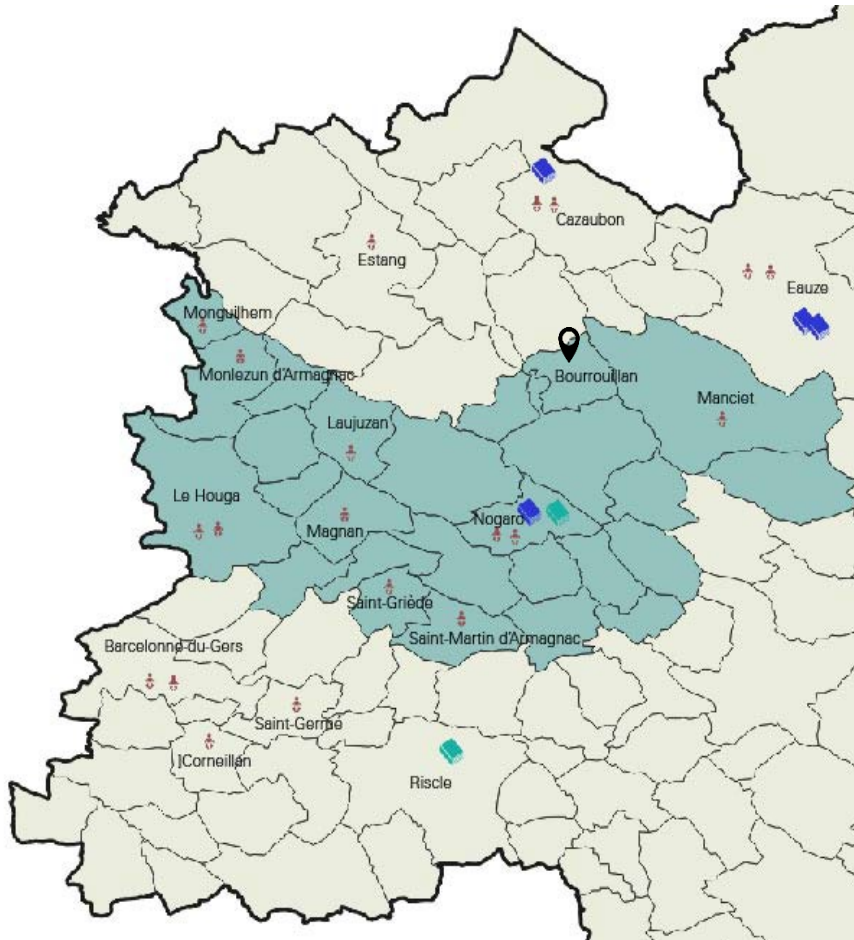 Cazaubon
Estang
Eauze
Monguilhem
Monlezun d'Armagnac
Bourrouillan
Manciet
Laujuzan
Le Houga
Magnan
Nogaro
Saint-Griède
Saint-Martin d'Armagnac
Barcelonne-du-Gers
Saint-Germé
Corneillan
Riscle